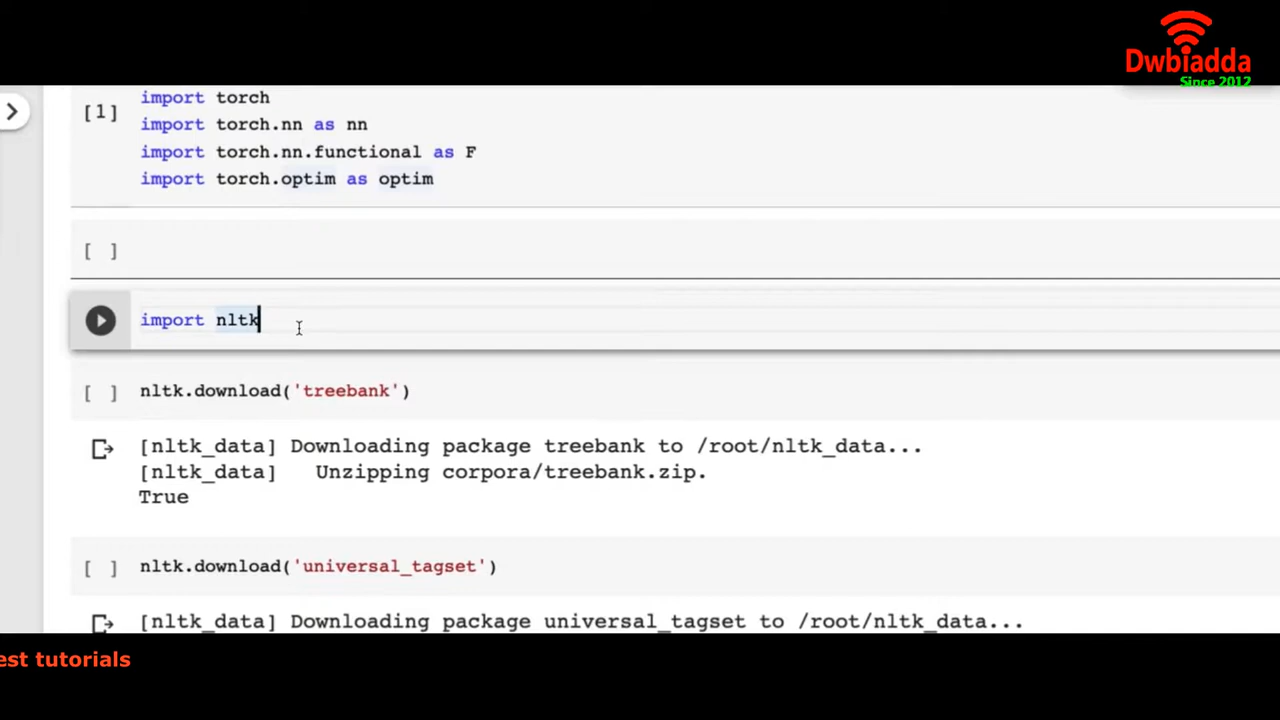 Dwbiadda
Since 2012
[1]
import torch
import torch.nn as nn
import torch.nn.functional as F
import torch.optim as optim
[ ]
import nltk
[ ] nltk.download('treebank')
[nltk_data] Downloading package treebank to /root/nltk_data...
[nltk_data]   Unzipping corpora/treebank.zip.
True
[ ] nltk.download('universal_tagset')
[nltk_data] Downloading package universal_tagset to /root/nltk_data...
est tutorials